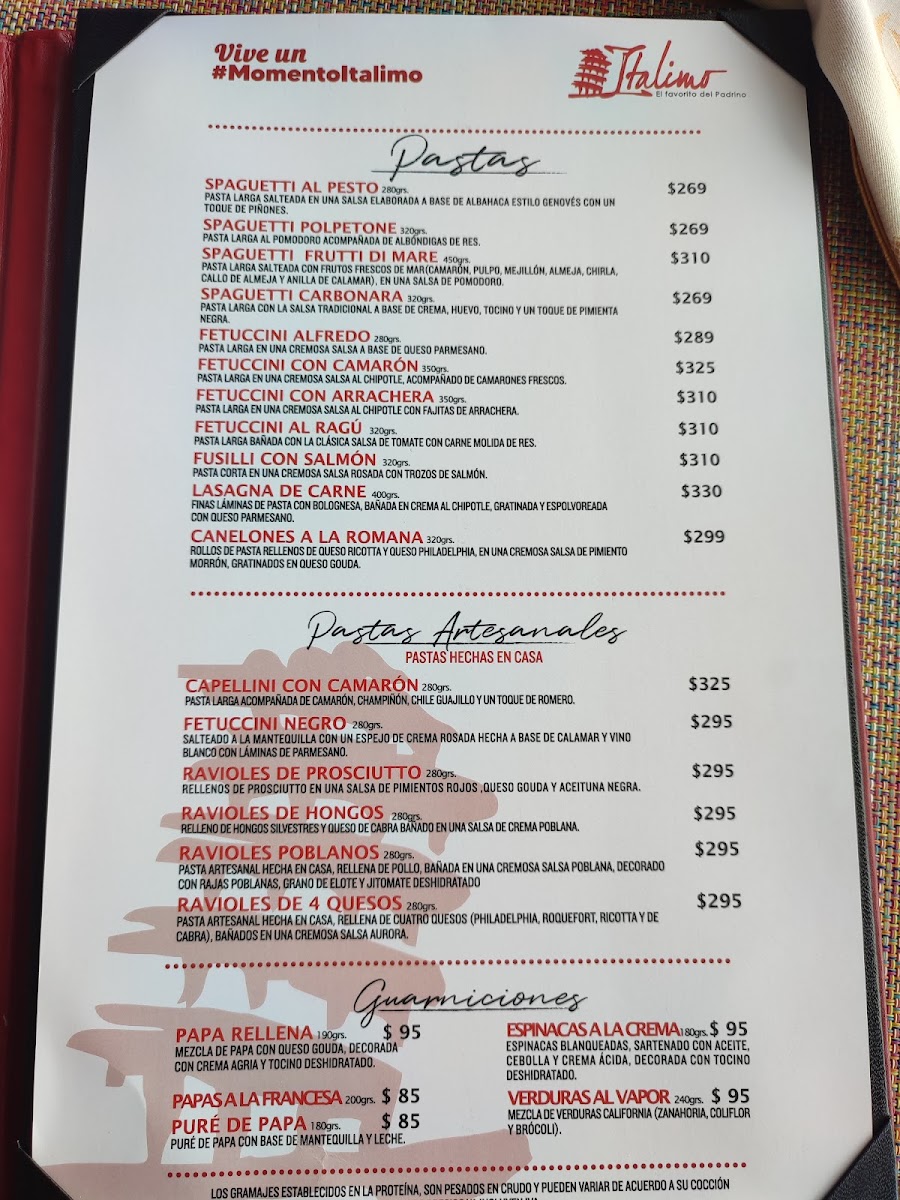 Vive un
#MomentoItalimo
Italimo
El favorito del Padrino
Pastas
SPAGUETTI AL PESTO 280grs. $269
PASTA LARGA SALTEADA EN UNA SALSA ELABORADA A BASE DE ALBAHACA ESTILO GENOVÉS CON UN
TOQUE DE PIÑONES.
SPAGUETTI POLPETONE 320grs. $269
PASTA LARGA AL POMODORO ACOMPAÑADA DE ALBÓNDIGAS DE RES.
SPAGUETTI FRUTTI DI MARE 450grs. $310
PASTA LARGA SALTEADA CON FRUTOS FRESCOS DE MAR(CAMARÓN, PULPO, MEJILLÓN, ALMEJA, CHIRLA,
CALLO DE ALMEJA Y ANILLA DE CALAMAR), EN UNA SALSA DE POMODORO.
SPAGUETTI CARBONARA 320grs. $269
PASTA LARGA CON LA SALSA TRADICIONAL A BASE DE CREMA, HUEVO, TOCINO Y UN TOQUE DE PIMIENTA
NEGRA.
FETUCCINI ALFREDO 280grs. $289
PASTA LARGA EN UNA CREMOSA SALSA A BASE DE QUESO PARMESANO.
FETUCCINI CON CAMARÓN 350grs. $325
PASTA LARGA EN UNA CREMOSA SALSA AL CHIPOTLE, ACOMPAÑADO DE CAMARONES FRESCOS.
FETUCCINI CON ARRACHERA 350grs. $310
PASTA LARGA EN UNA CREMOSA SALSA AL CHIPOTLE CON FAJITAS DE ARRACHERA.
FETUCCINI AL RAGÚ 320grs. $310
PASTA LARGA BAÑADA CON LA CLÁSICA SALSA DE TOMATE CON CARNE MOLIDA DE RES.
FUSILLI CON SALMÓN 320grs. $310
PASTA CORTA EN UNA CREMOSA SALSA ROSADA CON TROZOS DE SALMÓN.
LASAGNA DE CARNE 400grs. $330
FINAS LÁMINAS DE PASTA CON BOLOGNESA, BAÑADA EN CREMA AL CHIPOTLE, GRATINADA Y ESPOLVOREADA
CON QUESO PARMESANO.
CANELONES A LA ROMANA 320grs. $299
ROLLOS DE PASTA RELLENOS DE QUESO RICOTTA Y QUESO PHILADELPHIA, EN UNA CREMOSA SALSA DE PIMIENTO
MORRÓN, GRATINADOS EN QUESO GOUDA.
Pastas Artesanales
PASTAS HECHAS EN CASA
CAPELLINI CON CAMARÓN 280grs. $325
PASTA LARGA ACOMPAÑADA DE CAMARÓN, CHAMPIÑÓN, CHILE GUAJILLO Y UN TOQUE DE ROMERO.
FETUCCINI NEGRO 280grs. $295
SALTEADO A LA MANTEQUILLA CON UN ESPEJO DE CREMA ROSADA HECHA A BASE DE CALAMAR Y VINO
BLANCO CON LÁMINAS DE PARMESANO.
RAVIOLES DE PROSCIUTTO 280grs. $295
RELLENOS DE PROSCIUTTO EN UNA SALSA DE PIMIENTOS ROJOS ,QUESO GOUDA Y ACEITUNA NEGRA.
RAVIOLES DE HONGOS 280grs. $295
RELLENO DE HONGOS SILVESTRES Y QUESO DE CABRA BAÑADO EN UNA SALSA DE CREMA POBLANA.
RAVIOLES POBLANOS 280grs. $295
PASTA ARTESANAL HECHA EN CASA, RELLENA DE POLLO, BAÑADA EN UNA CREMOSA SALSA POBLANA, DECORADO
CON RAJAS POBLANAS, GRANO DE ELOTE Y JITOMATE DESHIDRATADO
RAVIOLES DE 4 QUESOS 280grs. $295
PASTA ARTESANAL HECHA EN CASA, RELLENA DE CUATRO QUESOS (PHILADELPHIA, ROQUEFORT, RICOTTA Y DE
CABRA), BAÑADOS EN UNA CREMOSA SALSA AURORA.
Guarniciones
PAPA RELLENA 190grs. $ 95
MEZCLA DE PAPA CON QUESO GOUDA, DECORADA
CON CREMA AGRIA Y TOCINO DESHIDRATADO.
PAPAS A LA FRANCESA 200grs. $ 85
PURÉ DE PAPA 180grs. $ 85
PURÉ DE PAPA CON BASE DE MANTEQUILLA Y LECHE.
ESPINACAS A LA CREMA 180grs. $ 95
ESPINACAS BLANQUEADAS, SARTENADO CON ACEITE,
CEBOLLA Y CREMA ÁCIDA, DECORADA CON TOCINO
DESHIDRATADO.
VERDURAS AL VAPOR 240grs. $ 95
MEZCLA DE VERDURAS CALIFORNIA (ZANAHORIA, COLIFLOR
Y BRÓCOLI).
LOS GRAMAJES ESTABLECIDOS EN LA PROTEÍNA, SON PESADOS EN CRUDO Y PUEDEN VARIAR DE ACUERDO A SU COCCIÓN